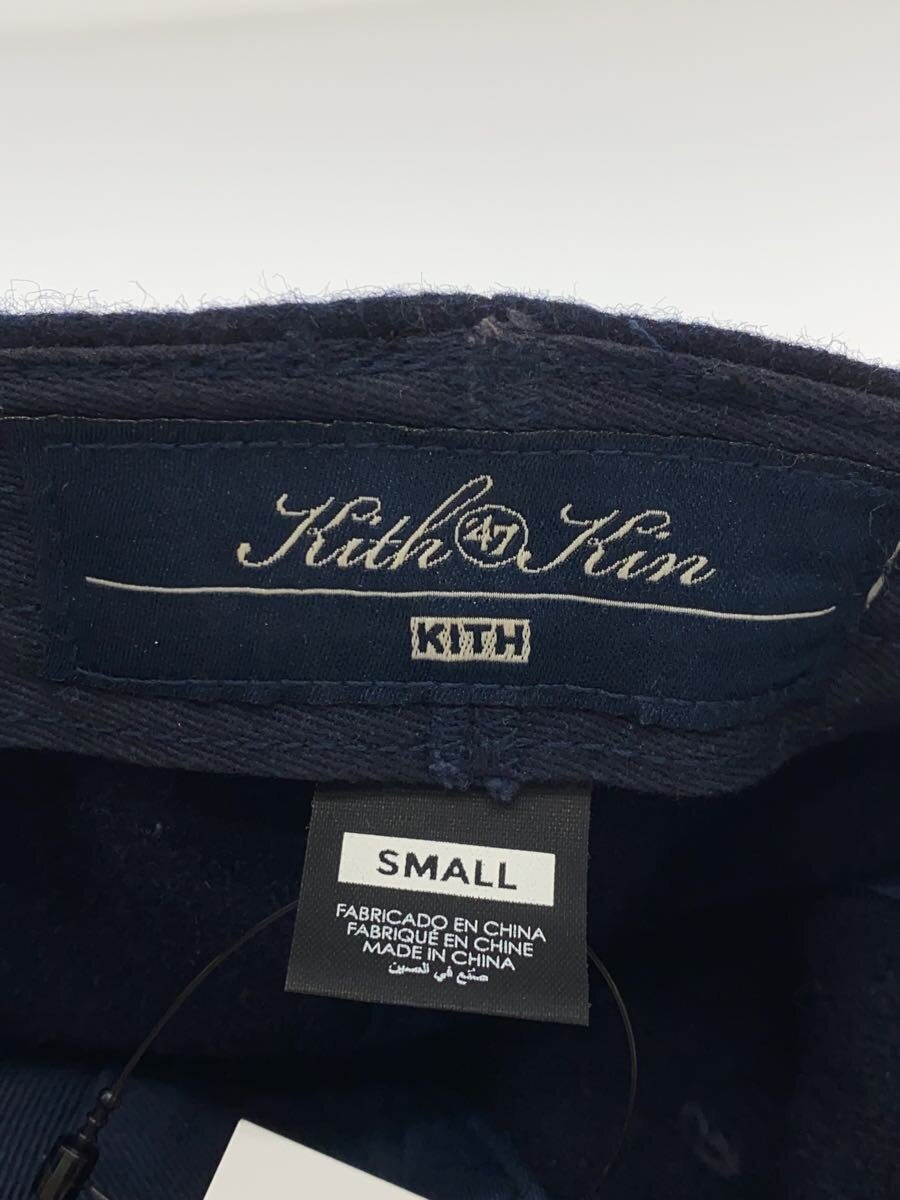 Kith 47 Kin
KITH
SMALL
FABRICADO EN CHINA
FABRIQUÉ EN CHINE
MADE IN CHINA
صنع في الصين